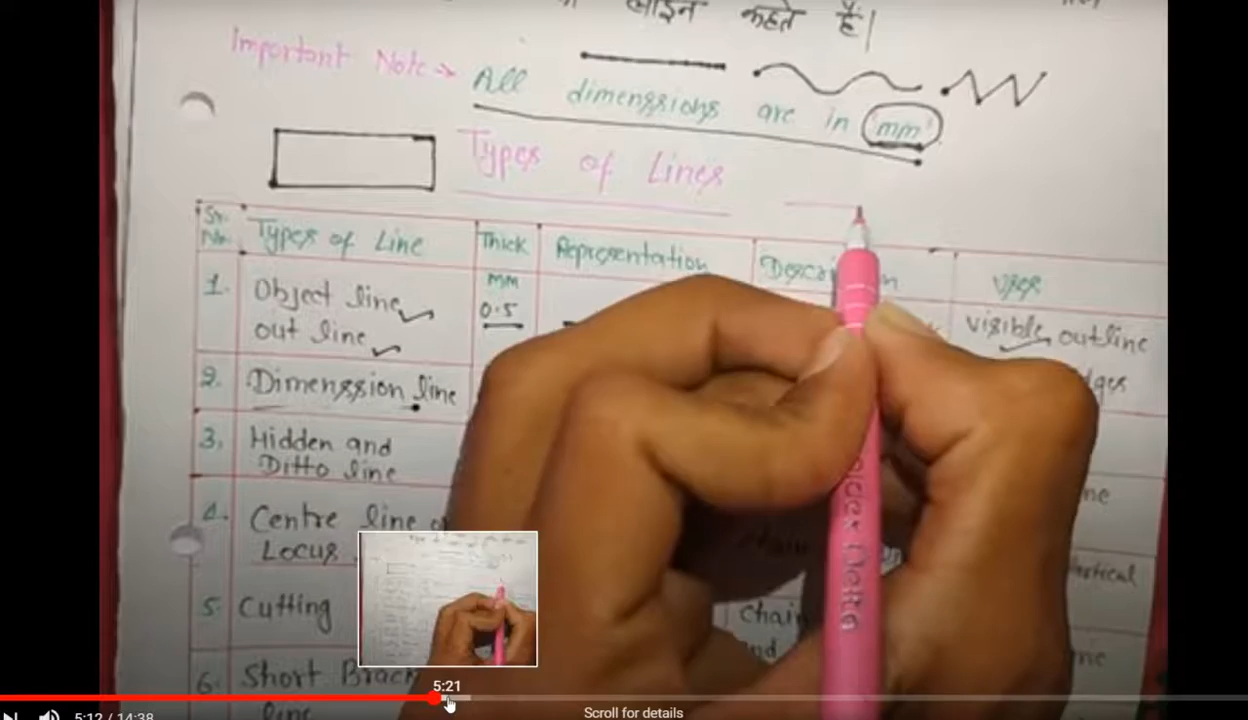 लाइन कहते हैं।
Important Note → All dimenssions are in 'mm'
Types of Lines
Sr. No. Types of Line Thick Representation Uses
mm
1. Object line 0.5 visible outline
out line
2. Dimenssion line
3. Hidden and
Ditto line
4. Centre line
Locus
5. Cutting chain
6. Short
line
5:21
5:12 / 14:38 Scroll for details